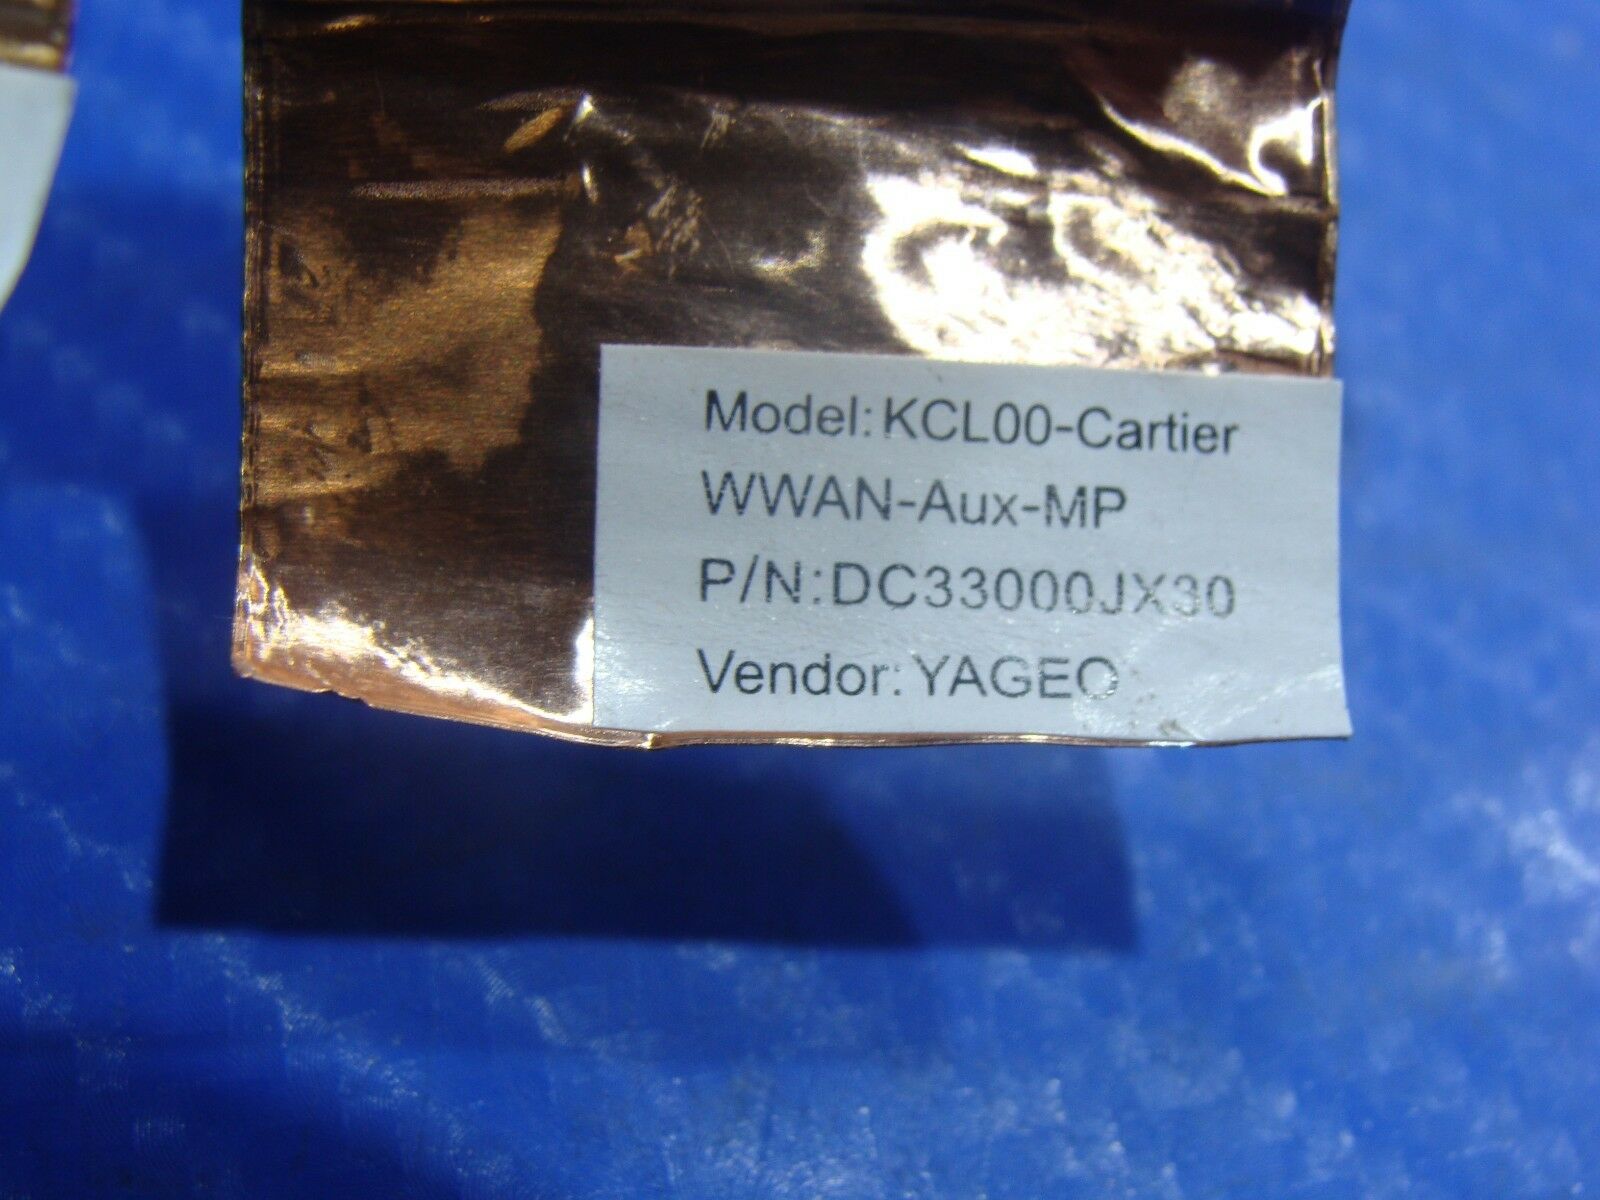 Model: KCL00-Cartier
WWAN-Aux-MP
P/N:DC33000JX30
Vendor: YAGEO